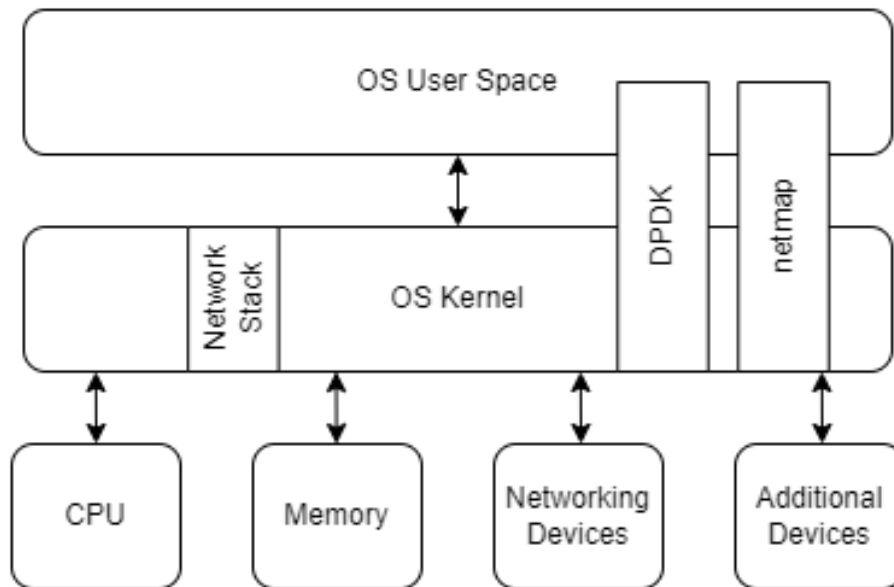 OS User Space
DPDK
netmap
Network
Stack
OS Kernel
CPU
Memory
Networking
Devices
Additional
Devices